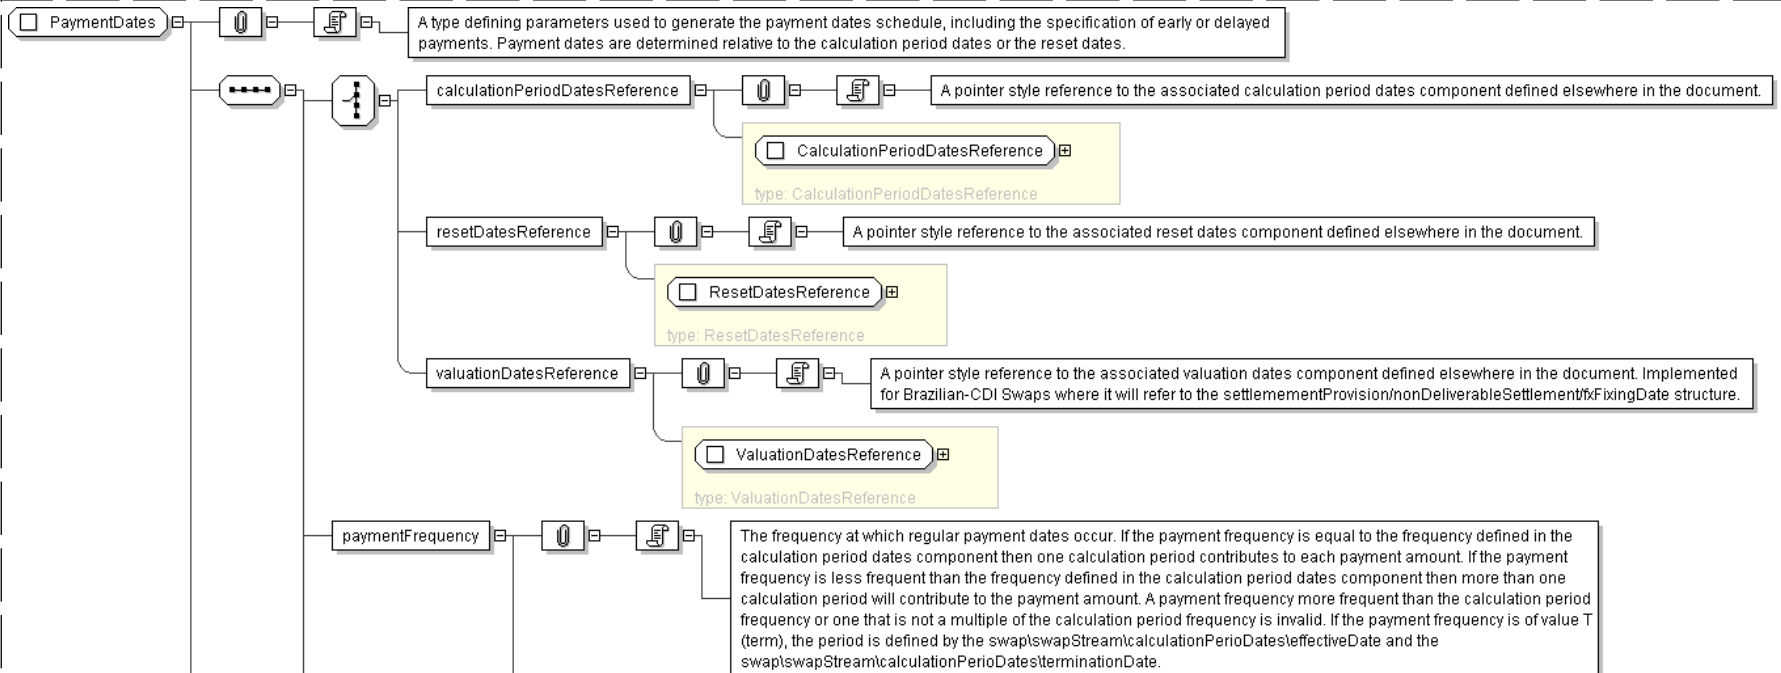 PaymentDates
A type defining parameters used to generate the payment dates schedule, including the specification of early or delayed
payments. Payment dates are determined relative to the calculation period dates or the reset dates.
calculationPeriodDatesReference
A pointer style reference to the associated calculation period dates component defined elsewhere in the document.
CalculationPeriodDatesReference
type: CalculationPeriodDatesReference
resetDatesReference
A pointer style reference to the associated reset dates component defined elsewhere in the document.
ResetDatesReference
type: ResetDatesReference
valuationDatesReference
A pointer style reference to the associated valuation dates component defined elsewhere in the document. Implemented
for Brazilian-CDI Swaps where it will refer to the settlemementProvision/nonDeliverableSettlement/fxFixingDate structure.
ValuationDatesReference
type: ValuationDatesReference
paymentFrequency
The frequency at which regular payment dates occur. If the payment frequency is equal to the frequency defined in the
calculation period dates component then one calculation period contributes to each payment amount. If the payment
frequency is less frequent than the frequency defined in the calculation period dates component then more than one
calculation period will contribute to the payment amount. A payment frequency more frequent than the calculation period
frequency or one that is not a multiple of the calculation period frequency is invalid. If the payment frequency is of value T
(term), the period is defined by the swap\swapStream\calculationPerioDates\effectiveDate and the
swap\swapStream\calculationPerioDates\terminationDate.